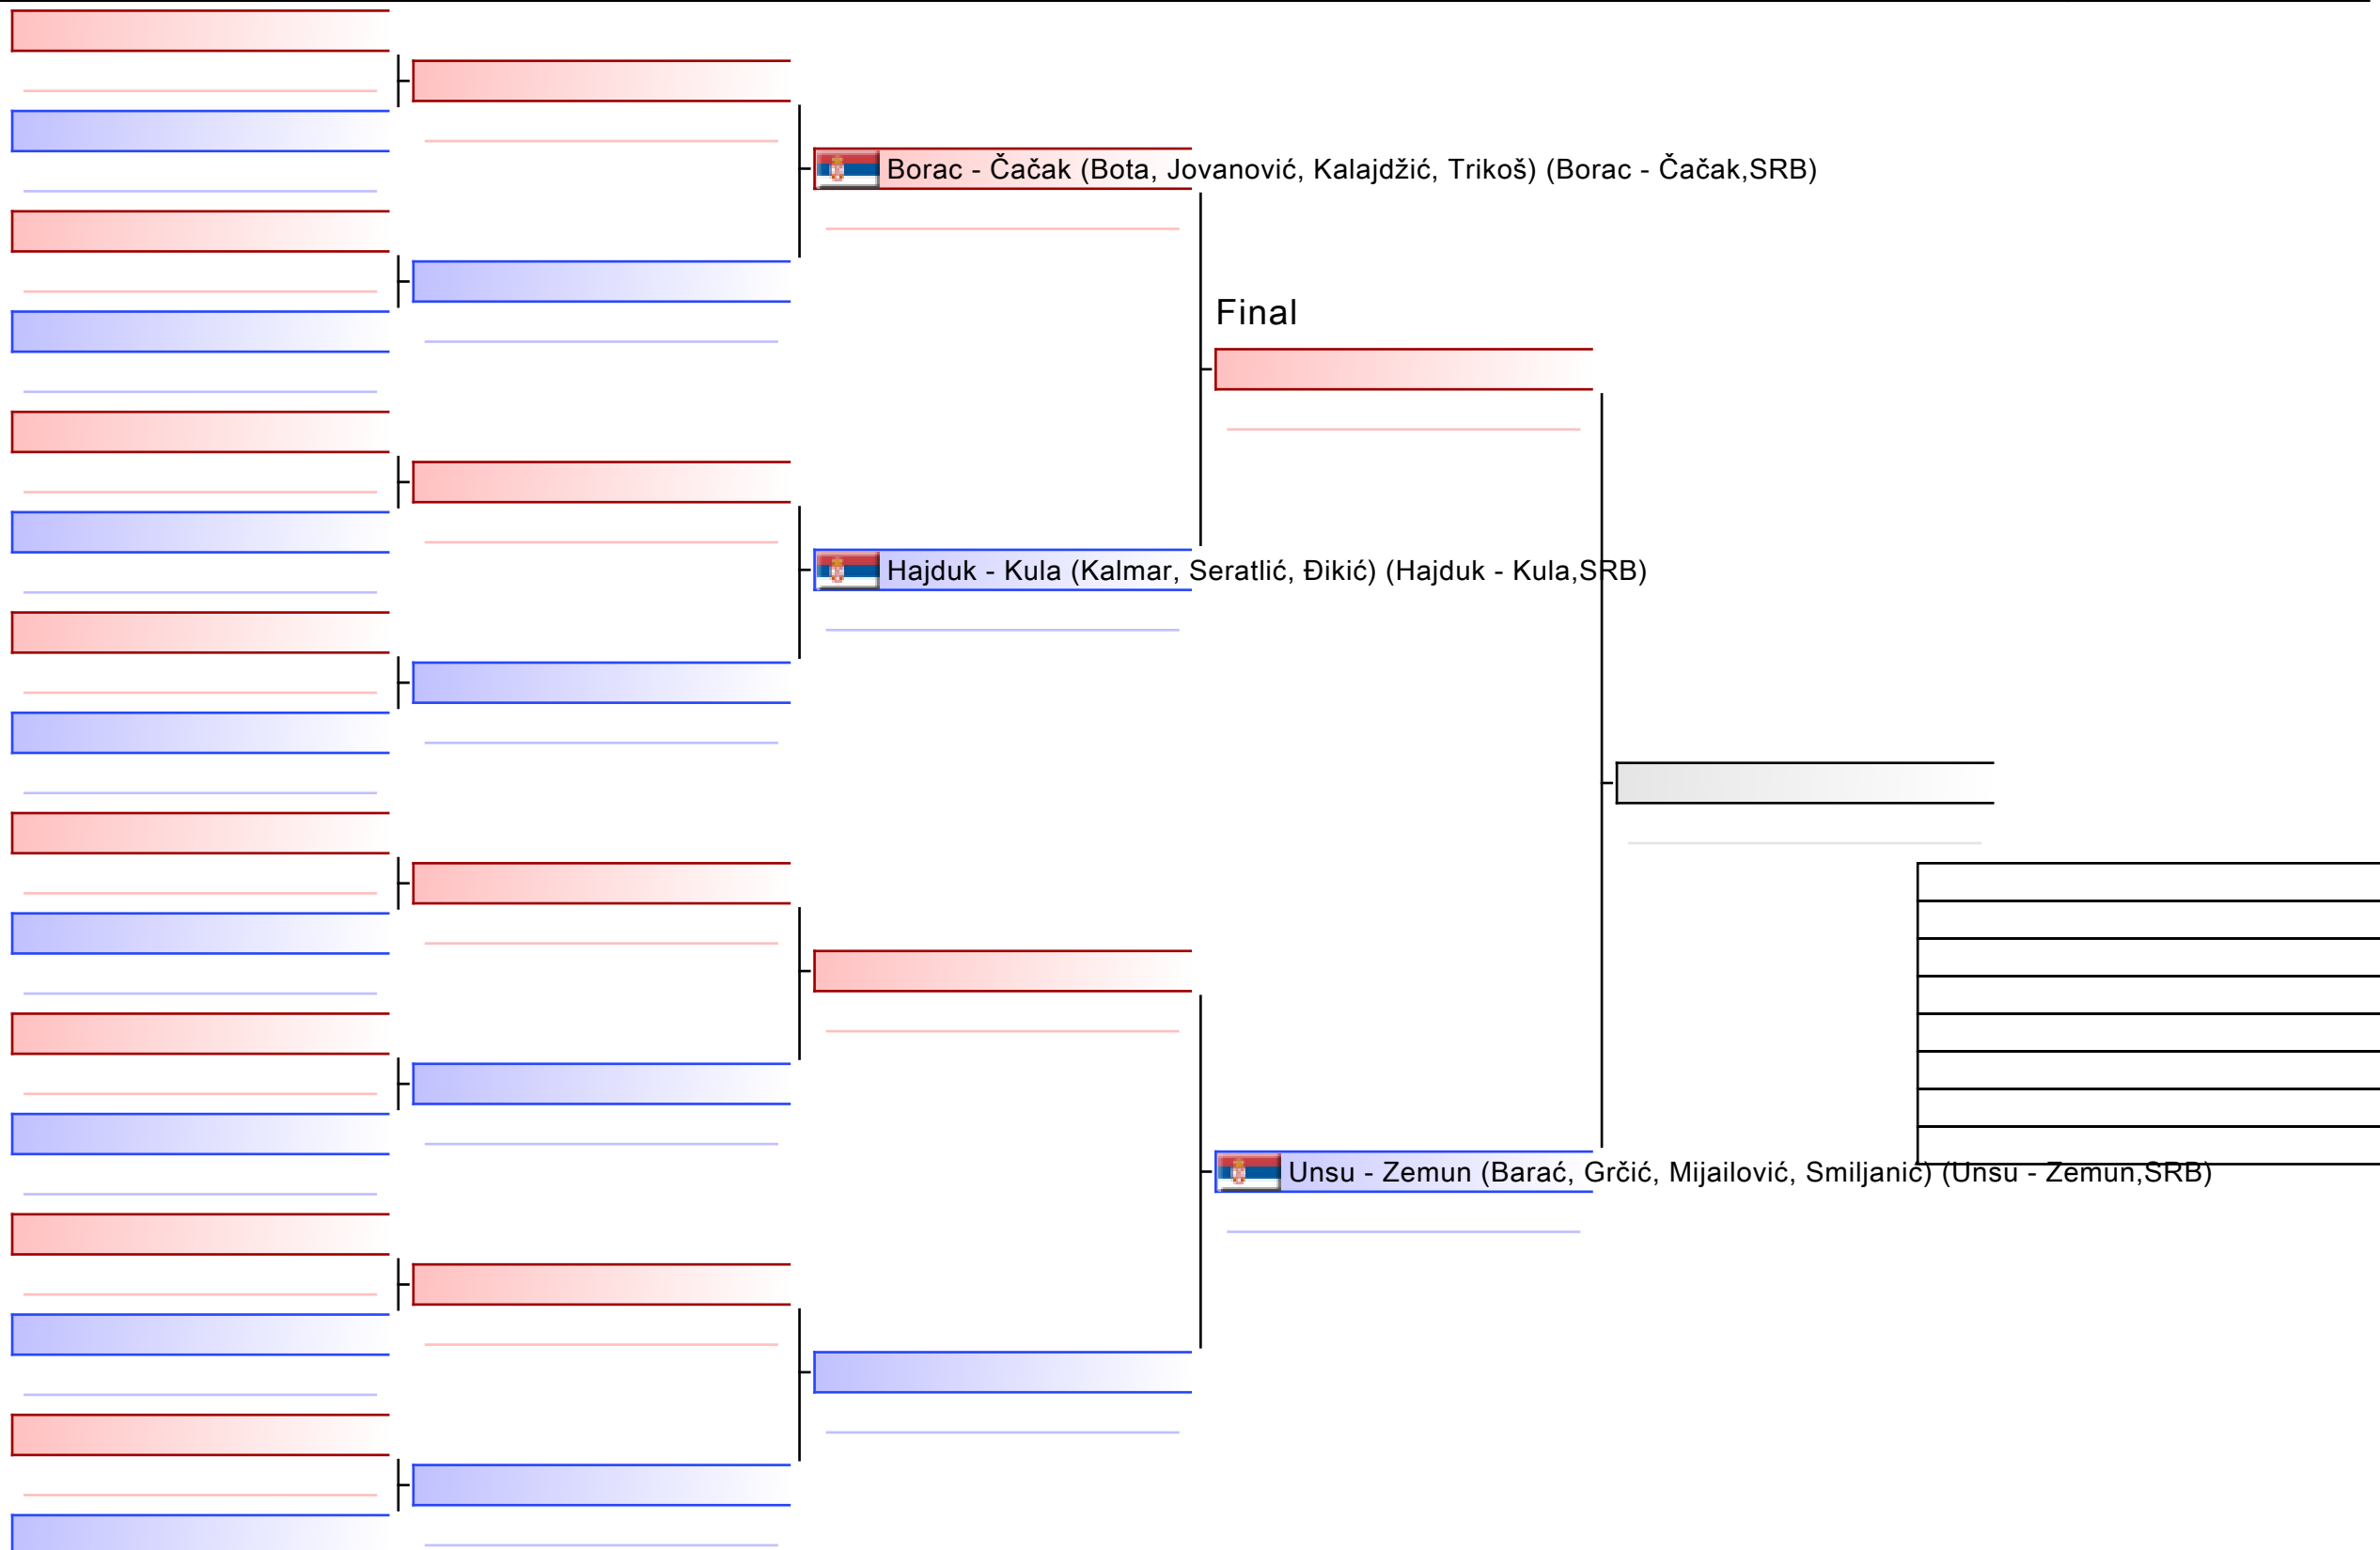 Borac - Čačak (Bota, Jovanović, Kalajdžić, Trikoš) (Borac - Čačak,SRB)
Final
Hajduk - Kula (Kalmar, Seratlić, Đikić) (Hajduk - Kula,SRB)
Unsu - Zemun (Barać, Grčić, Mijailović, Smiljanić) (Unsu - Zemun,SRB)